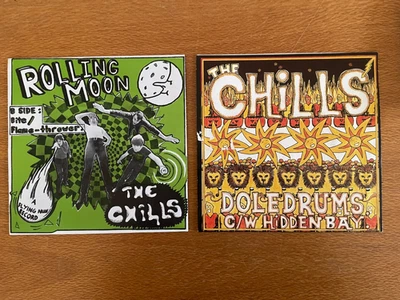 ROLLING
MOON
B SIDE:
Bite/
Flame-thrower.
A
FLYING NUN
RECORD
THE
CHILLS
THE
CHILLS
DOLEDRUMS.
C/W HIDDEN BAY.